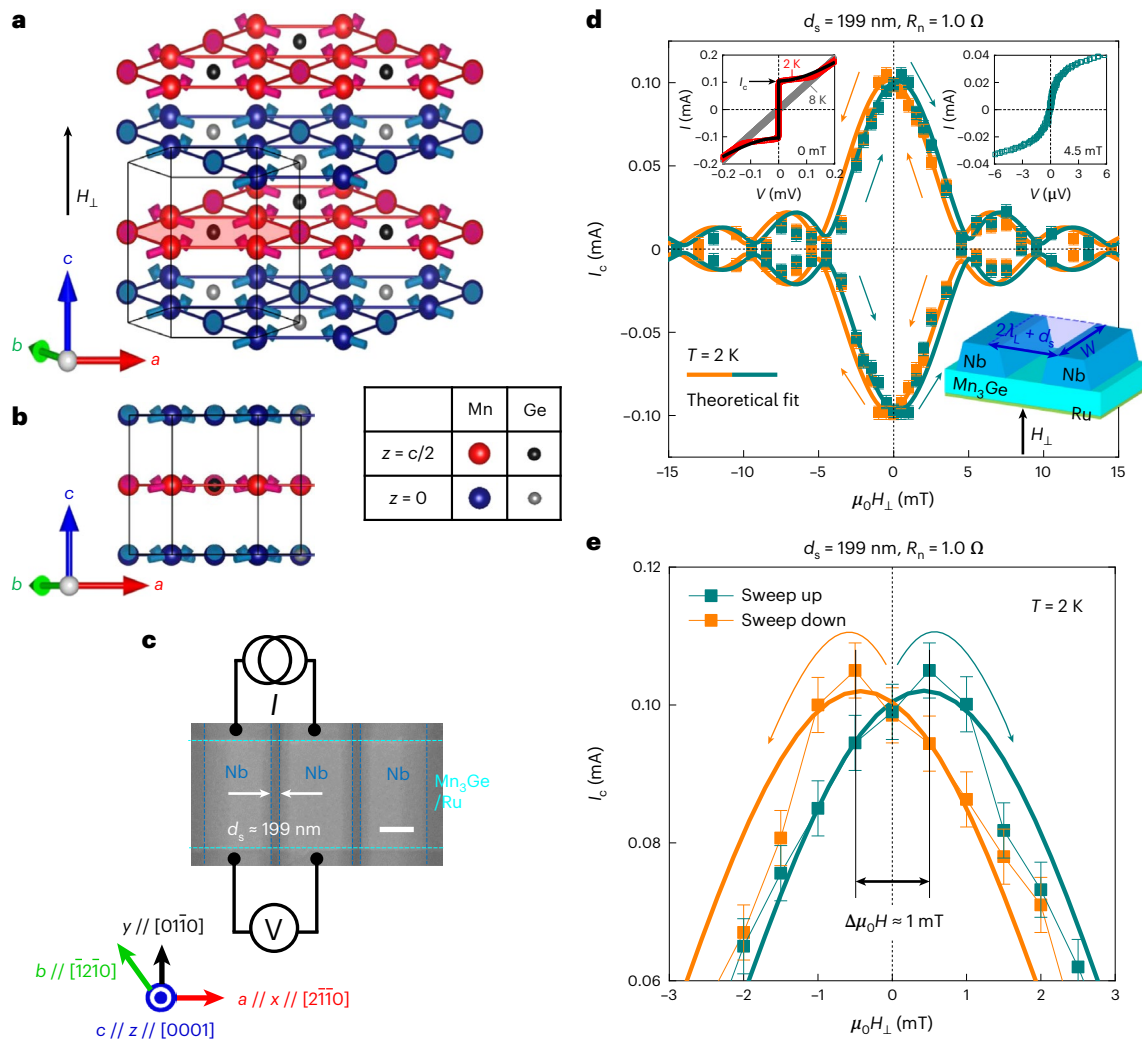 a
H⊥
c
b
a
b
Mn
Ge
z = c/2
z = 0
c
b
a
c
I
Nb
Nb
Nb
Mn3Ge
/Ru
ds ≈ 199 nm
V
y // [011̅0]
b // [1̅21̅0]
a // x // [21̅1̅0]
c // z // [0001]
d
ds = 199 nm, Rn = 1.0 Ω
0.2
0.1
0
−0.1
−0.2
I (mA)
Ic
2 K
8 K
0 mT
−0.2
0
0.2
V (mV)
0.04
0.02
0
−0.02
−0.04
I (mA)
4.5 mT
−6
−3
0
3
6
V (μV)
0.10
0.05
0
−0.05
−0.10
Ic (mA)
T = 2 K
Theoretical fit
2λL + ds
W
Nb
Nb
Mn3Ge
Ru
H⊥
−15
−10
−5
0
5
10
15
μ0H⊥ (mT)
e
ds = 199 nm, Rn = 1.0 Ω
0.12
0.10
0.08
0.06
Ic (mA)
Sweep up
Sweep down
T = 2 K
Δμ0H ≈ 1 mT
−3
−2
−1
0
1
2
3
μ0H⊥ (mT)